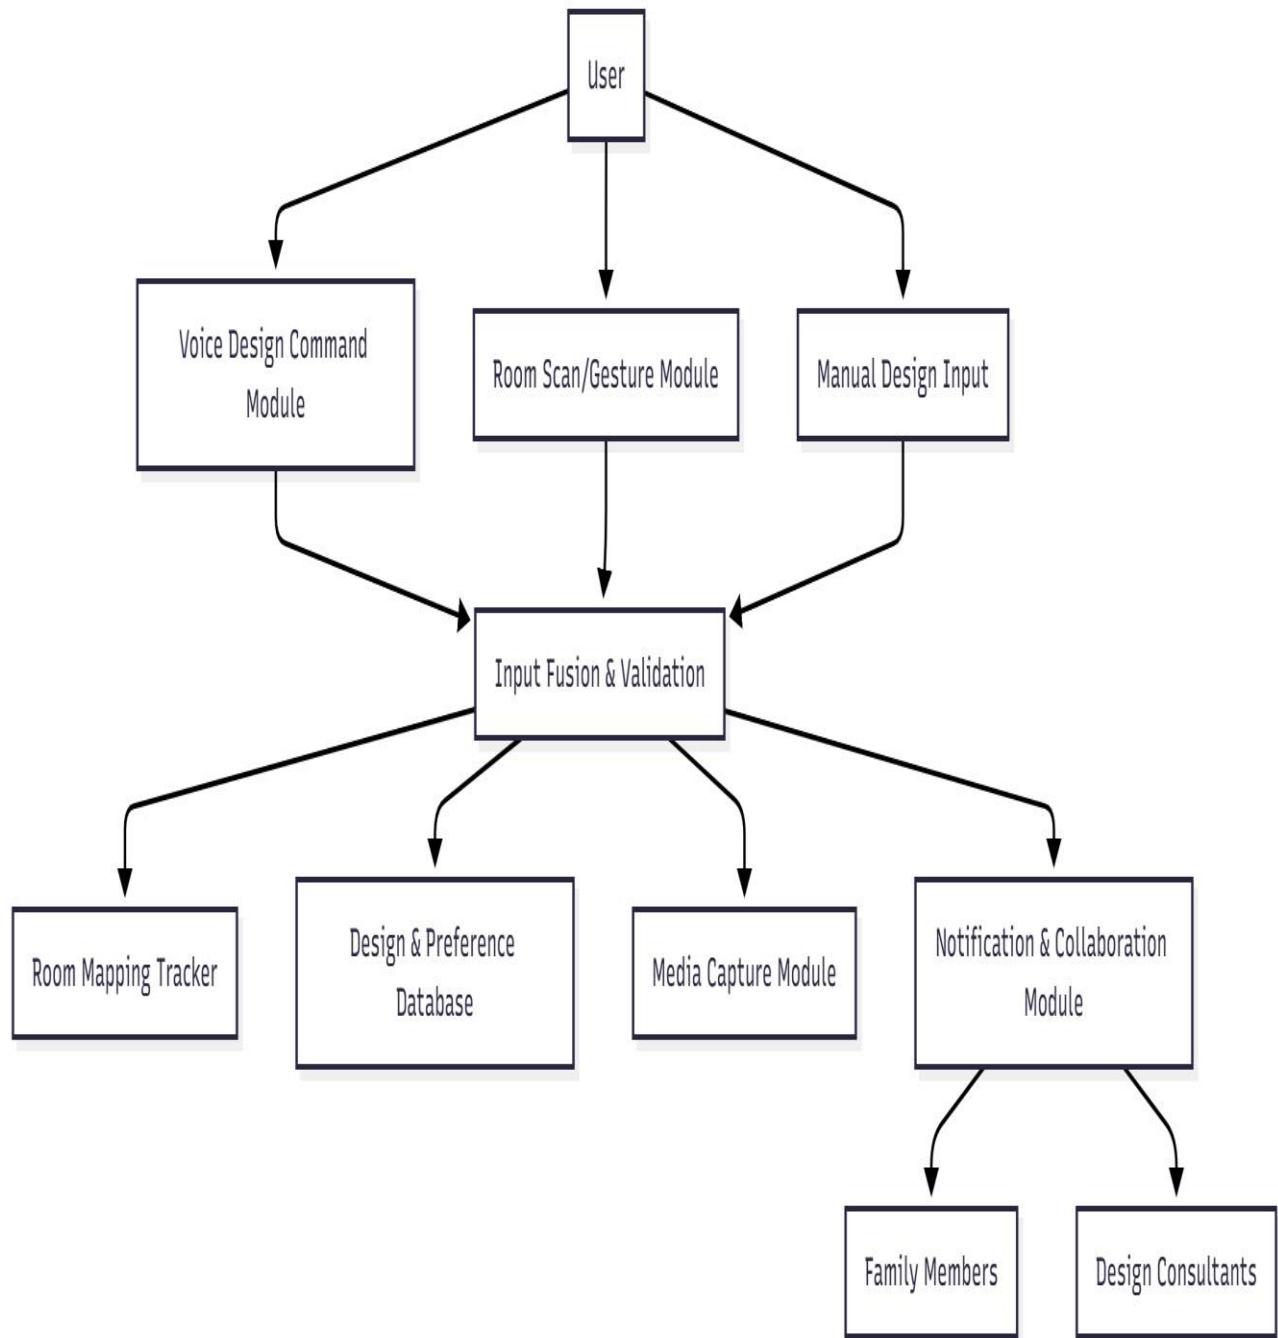 User
Voice Design Command
Module
Room Scan/Gesture Module
Manual Design Input
Input Fusion & Validation
Room Mapping Tracker
Design & Preference
Database
Media Capture Module
Notification & Collaboration
Module
Family Members
Design Consultants